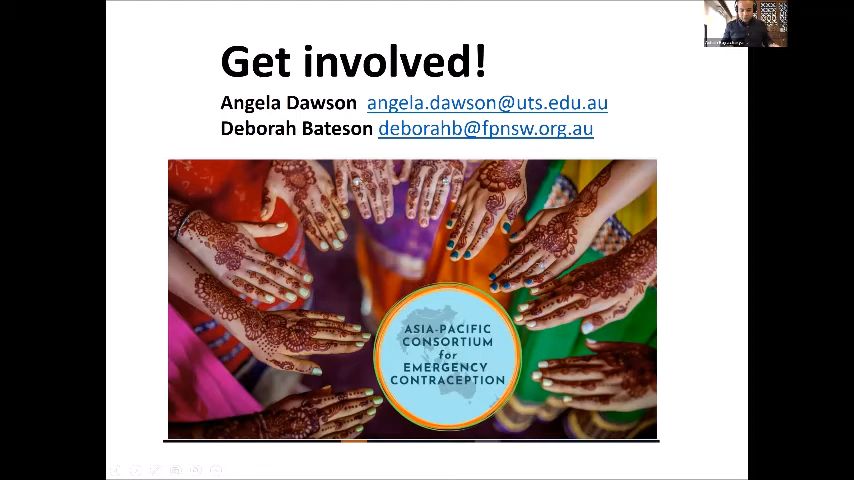 Get involved!
Angela Dawson angela.dawson@uts.edu.au
Deborah Bateson deborahb@fpnsw.org.au
ASIA-PACIFIC
CONSORTIUM
for
EMERGENCY
CONTRACEPTION